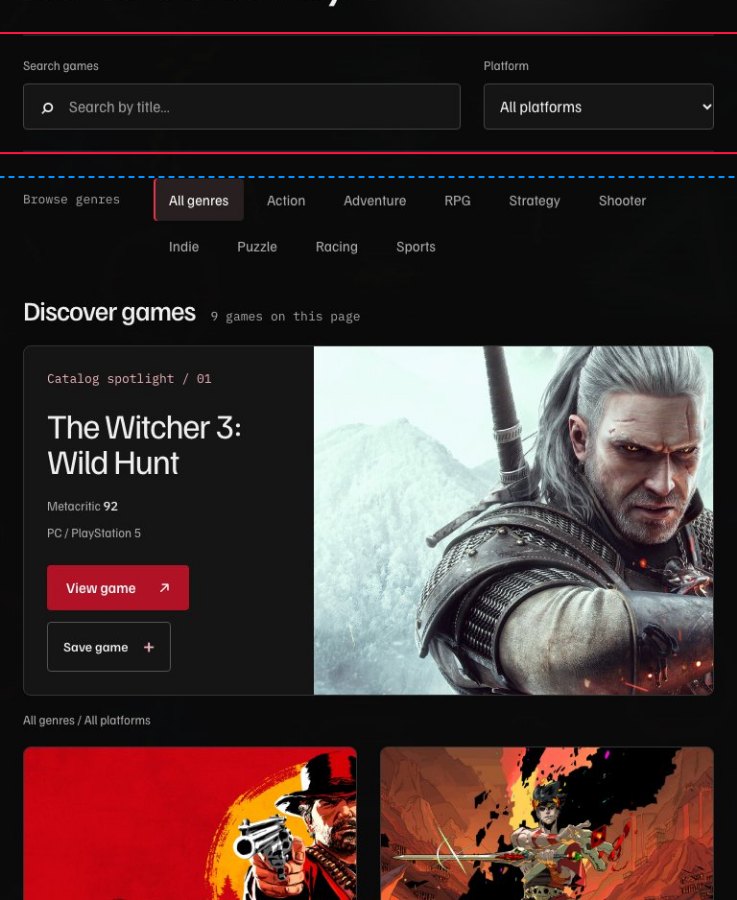 Search games
Platform
Search by title...
All platforms
Browse genres
All genres
Action
Adventure
RPG
Strategy
Shooter
Indie
Puzzle
Racing
Sports
Discover games
9 games on this page
Catalog spotlight / 01
The Witcher 3:
Wild Hunt
Metacritic 92
PC / PlayStation 5
View game
Save game
All genres / All platforms